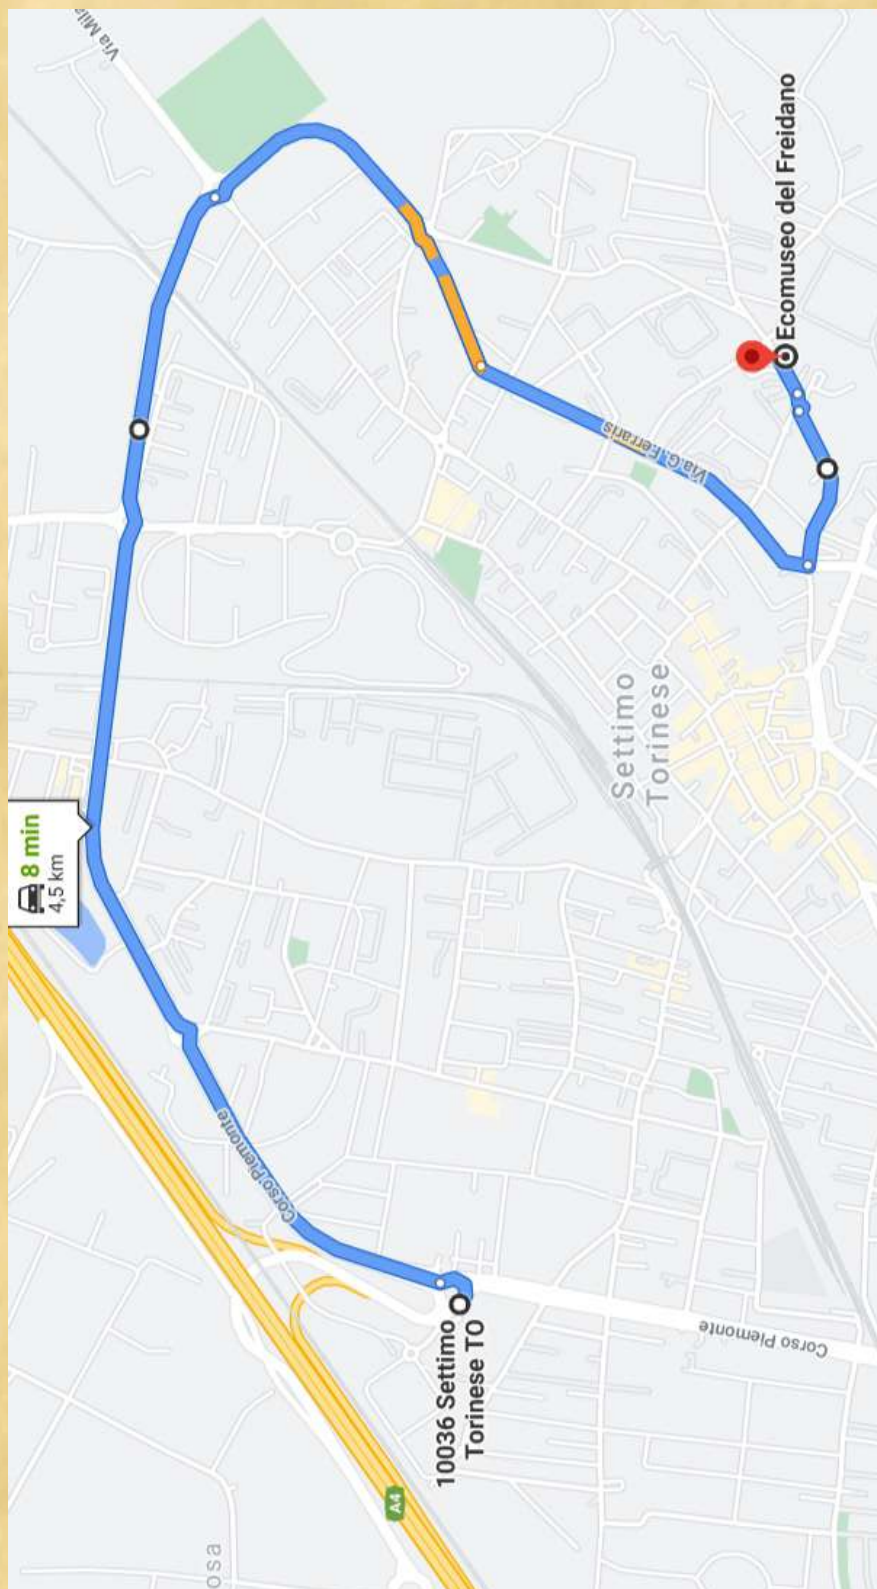 Via Mila
Ecomuseo del Freidano
Via G. Ferraris
Settimo
Torinese
8 min
4,5 km
Corso Piemonte
10036 Settimo
Torinese TO
Corso Piemonte
A4
osa